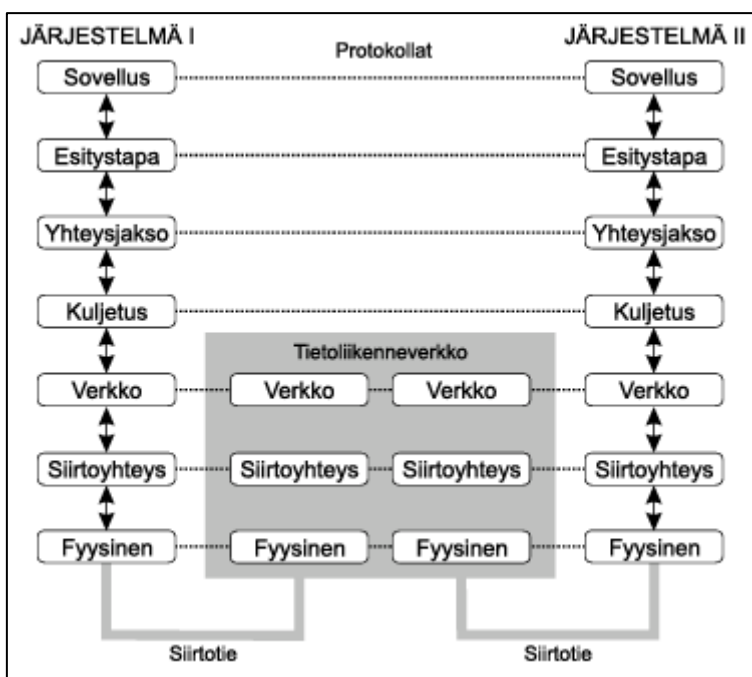 JÄRJESTELMÄ I Protokollat JÄRJESTELMÄ II
Sovellus Sovellus
Esitystapa Esitystapa
Yhteysjakso Yhteysjakso
Kuljetus Kuljetus
Tietoliikenneverkko
Verkko Verkko Verkko Verkko
Siirtoyhteys Siirtoyhteys Siirtoyhteys Siirtoyhteys
Fyysinen Fyysinen Fyysinen Fyysinen
Siirtotie Siirtotie